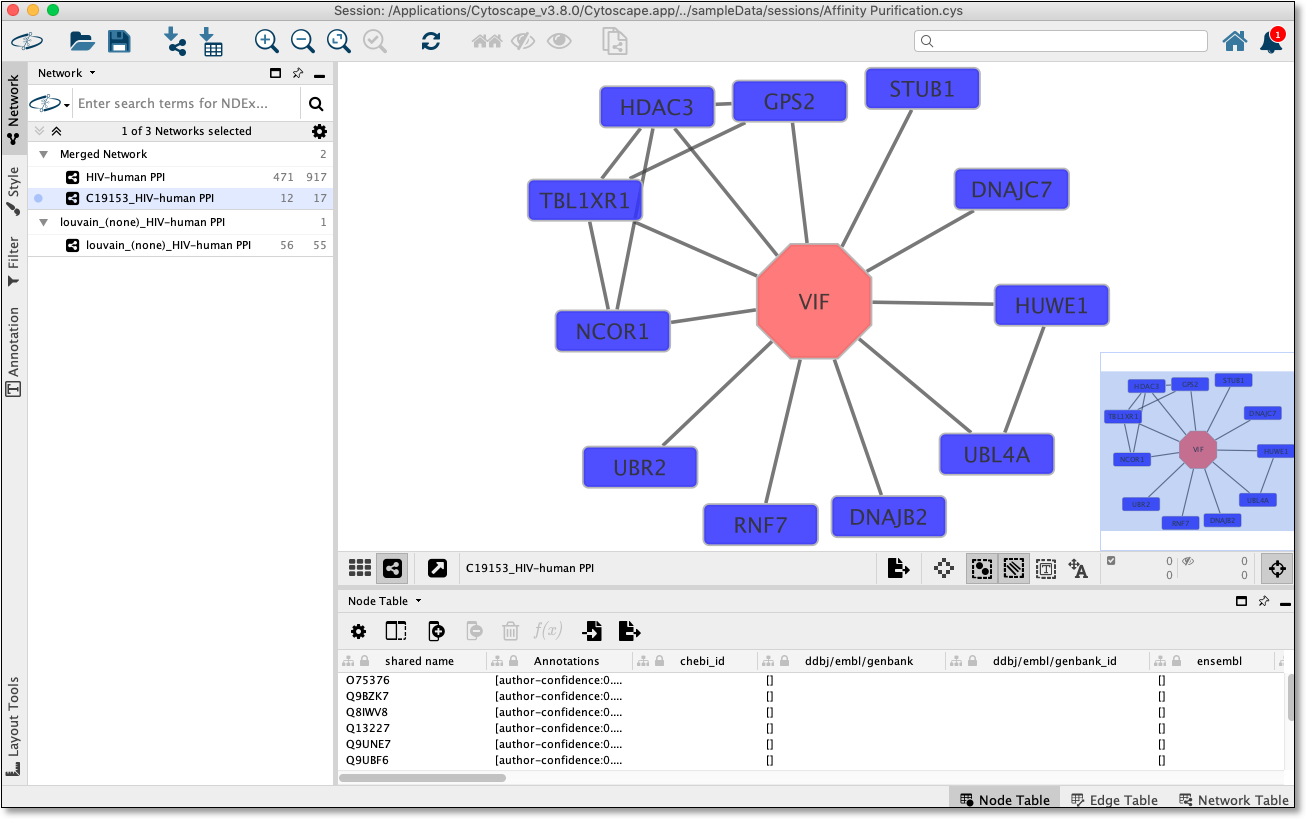 Session: /Applications/Cytoscape_v3.8.0/Cytoscape.app/../sampleData/sessions/Affinity Purification.cys
1
Network
Style
Filter
Annotation
Layout Tools
Network
Enter search terms for NDEx...
1 of 3 Networks selected
Merged Network 2
HIV-human PPI 471 917
C19153_HIV-human PPI 12 17
louvain_(none)_HIV-human PPI 1
louvain_(none)_HIV-human PPI 56 55
STUB1
GPS2
HDAC3
DNAJC7
TBL1XR1
VIF
HUWE1
NCOR1
UBL4A
UBR2
DNAJB2
RNF7
STUB1
HDAC3
GPS2
DNAJC7
TBL1XR1
VIF
HUWE1
NCOR1
UBL4A
UBR2
DNAJB2
RNF7
C19153_HIV-human PPI
0 0
0 0
Node Table
f(x)
shared name Annotations chebi_id ddbj/embl/genbank ddbj/embl/genbank_id ensembl
O75376 [author-confidence:0.... [] []
Q9BZK7 [author-confidence:0.... [] []
Q8IWV8 [author-confidence:0.... [] []
Q13227 [author-confidence:0.... [] []
Q9UNE7 [author-confidence:0.... [] []
Q9UBF6 [author-confidence:0.... [] []
Node Table Edge Table Network Table